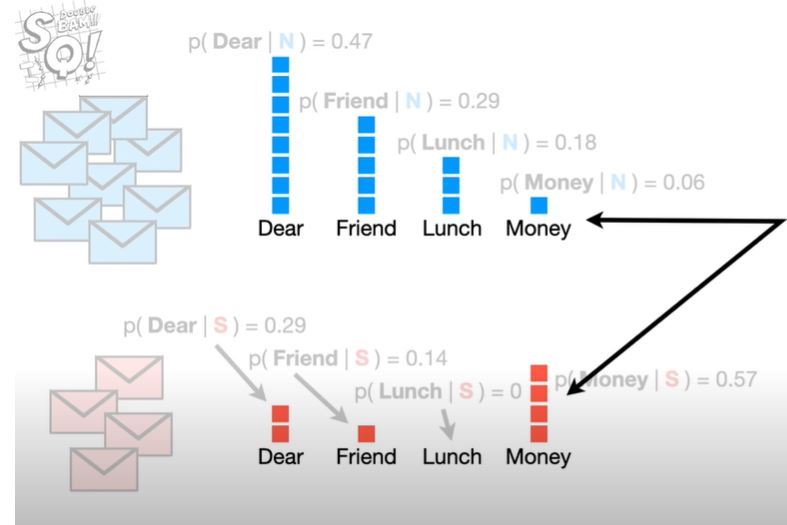 DOUBLE
BAM!!!
SQ!
p( Dear | N ) = 0.47
p( Friend | N ) = 0.29
p( Lunch | N ) = 0.18
p( Money | N ) = 0.06
Dear Friend Lunch Money
p( Dear | S ) = 0.29
p( Friend | S ) = 0.14
p( Lunch | S ) = 0
p( Money | S ) = 0.57
Dear Friend Lunch Money